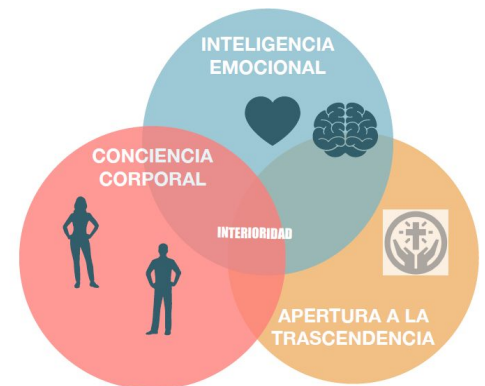 INTELIGENCIA
EMOCIONAL
CONCIENCIA
CORPORAL
INTERIORIDAD
APERTURA A LA
TRASCENDENCIA